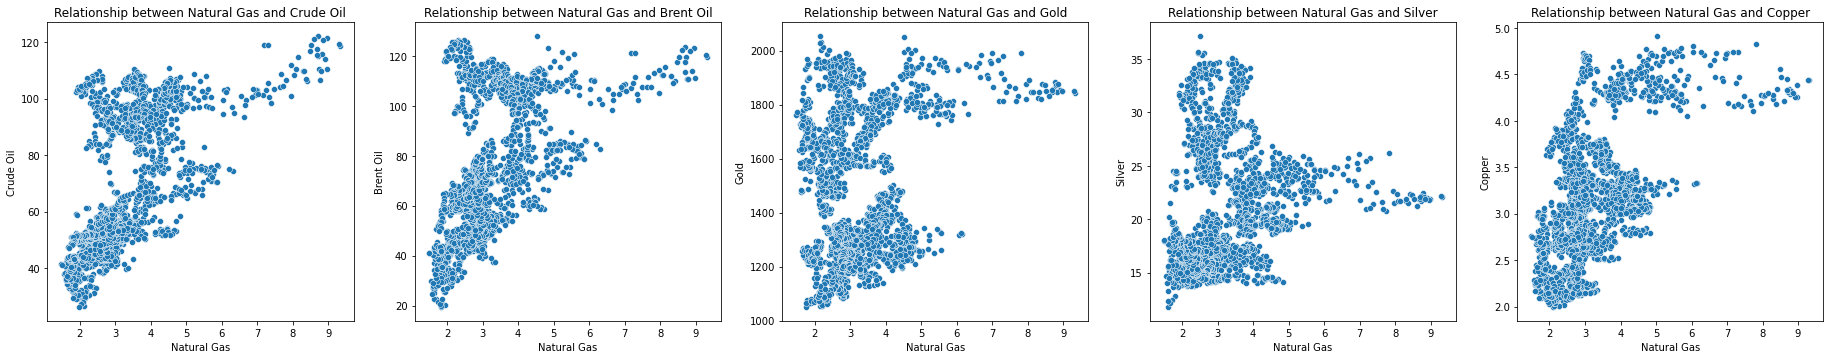 Relationship between Natural Gas and Crude Oil
120
100
80
60
40
Crude Oil
2 3 4 5 6 7 8 9
Natural Gas
Relationship between Natural Gas and Brent Oil
120
100
80
60
40
20
Brent Oil
2 3 4 5 6 7 8 9
Natural Gas
Relationship between Natural Gas and Gold
2000
1800
1600
1400
1200
1000
Gold
2 3 4 5 6 7 8 9
Natural Gas
Relationship between Natural Gas and Silver
35
30
25
20
15
Silver
2 3 4 5 6 7 8 9
Natural Gas
Relationship between Natural Gas and Copper
5.0
4.5
4.0
3.5
3.0
2.5
2.0
Copper
2 3 4 5 6 7 8 9
Natural Gas